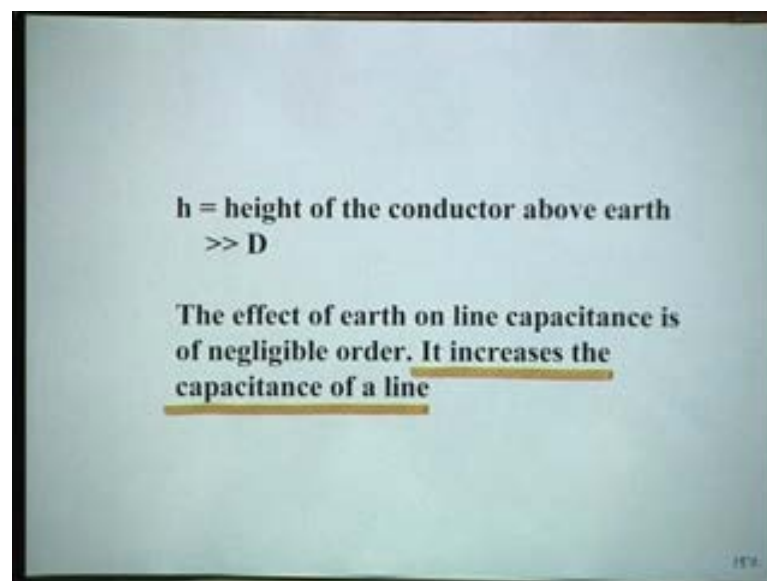 h = height of the conductor above earth
>> D
The effect of earth on line capacitance is
of negligible order. It increases the
capacitance of a line